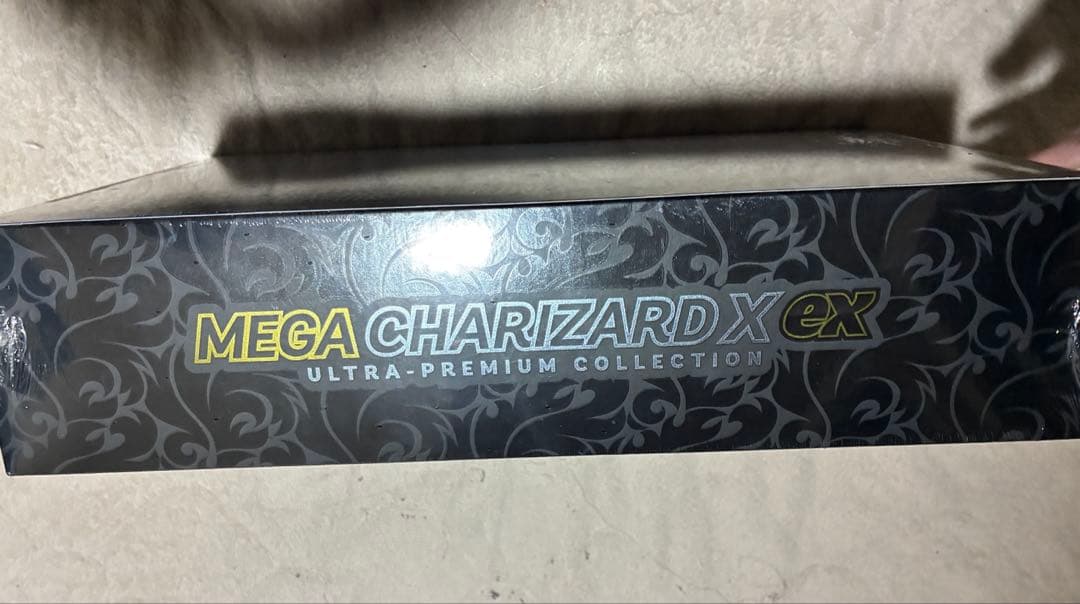 MEGA CHARIZARD X ex
ULTRA-PREMIUM COLLECTION